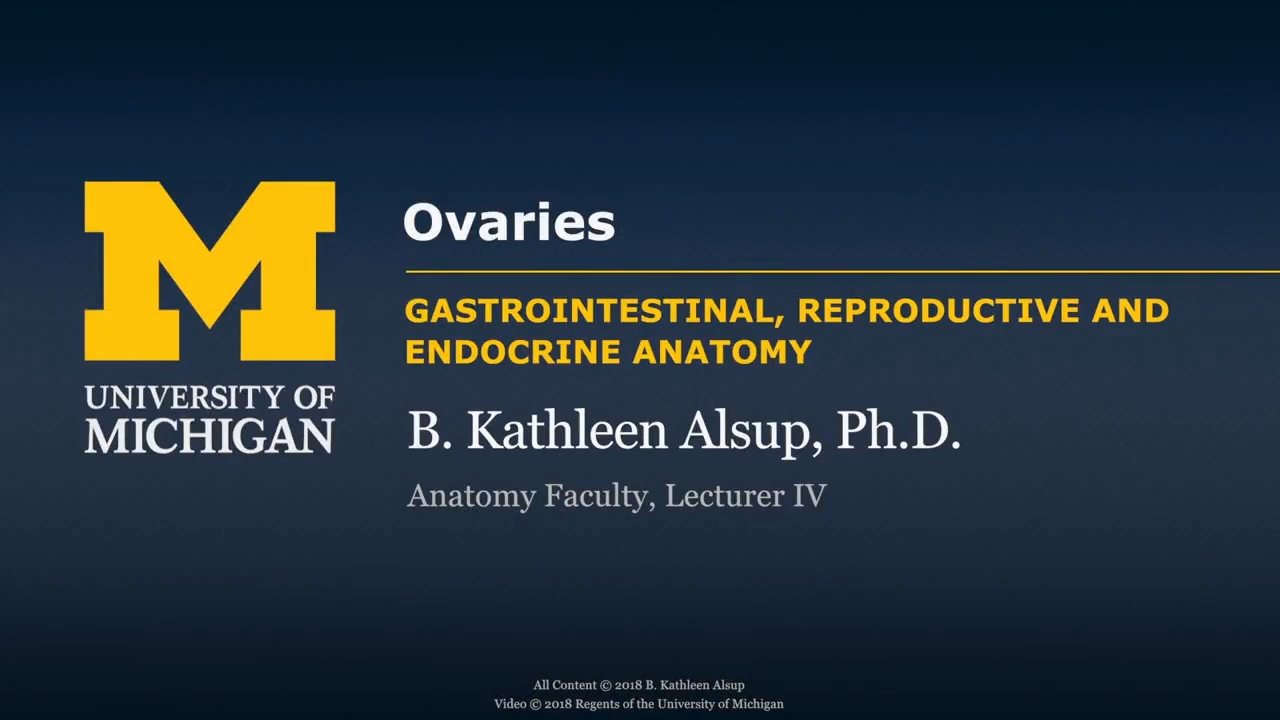 Ovaries
GASTROINTESTINAL, REPRODUCTIVE AND
ENDOCRINE ANATOMY
B. Kathleen Alsup, Ph.D.
Anatomy Faculty, Lecturer IV
M
UNIVERSITY OF
MICHIGAN
All Content © 2018 B. Kathleen Alsup
Video © 2018 Regents of the University of Michigan